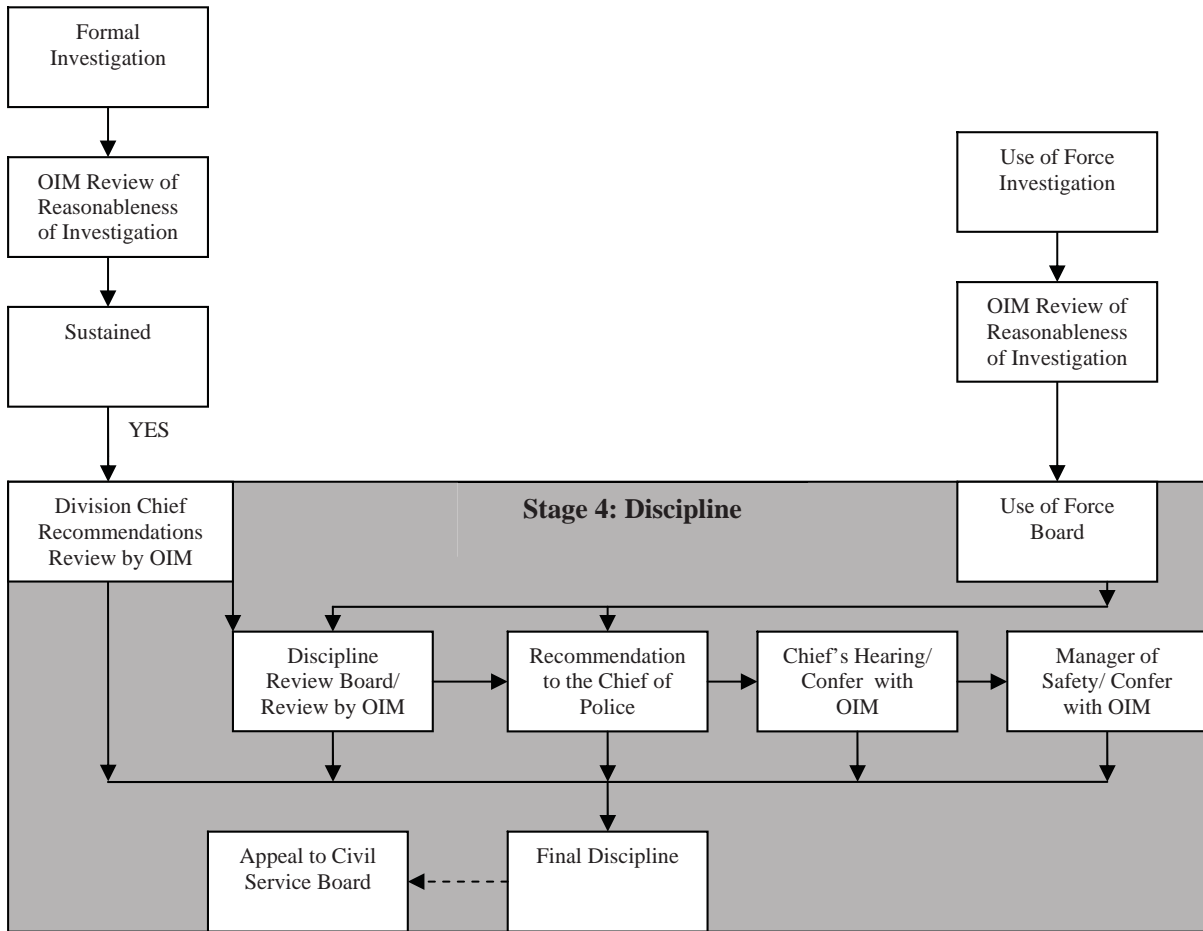 Formal
Investigation
OIM Review of
Reasonableness
of Investigation
Use of Force
Investigation
Sustained
OIM Review of
Reasonableness
of Investigation
YES
Division Chief
Recommendations
Review by OIM
Stage 4: Discipline
Use of Force
Board
Discipline
Review Board/
Review by OIM
Recommendation
to the Chief of
Police
Chief's Hearing/
Confer with
OIM
Manager of
Safety/ Confer
with OIM
Appeal to Civil
Service Board
Final Discipline